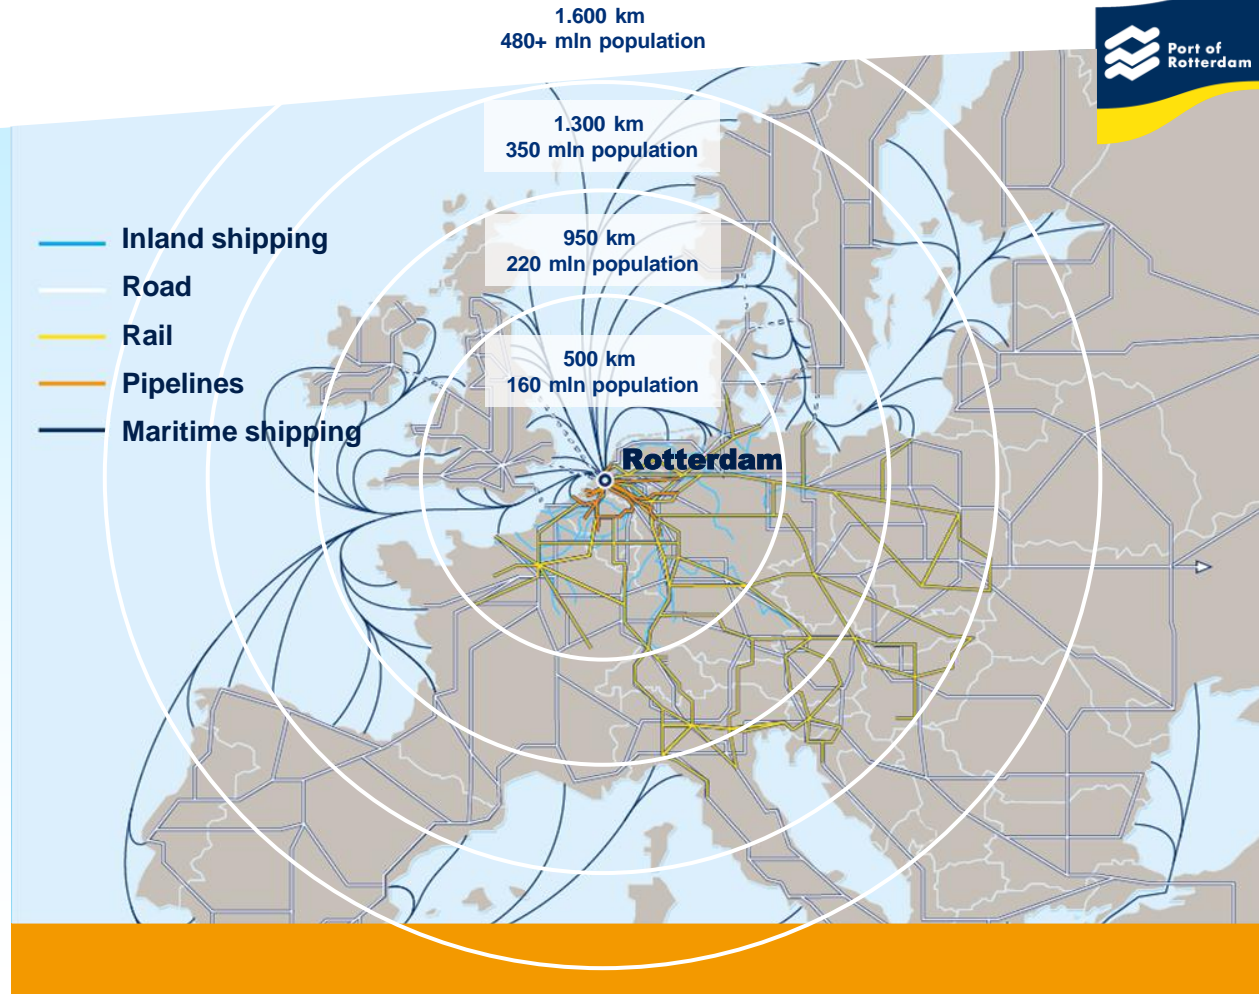 1.600 km
480+ mln population
Port of
Rotterdam
1.300 km
350 mln population
950 km
220 mln population
500 km
160 mln population
Inland shipping
Road
Rail
Pipelines
Maritime shipping
Rotterdam